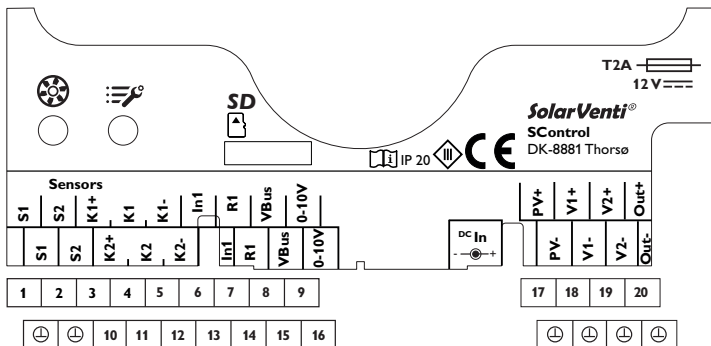 T2A
12 V
SD
SolarVenti®
SControl
DK-8881 Thorsø
i IP 20 III CE
Sensors
S1 S2 K1+ K1 K1- In1 R1 VBus 0-10V
S1 S2 K2+ K2 K2- In1 R1 VBus 0-10V
DC In
- +
PV+ V1+ V2+ Out+
PV- V1- V2- Out-
1 2 3 4 5 6 7 8 9 17 18 19 20
10 11 12 13 14 15 16